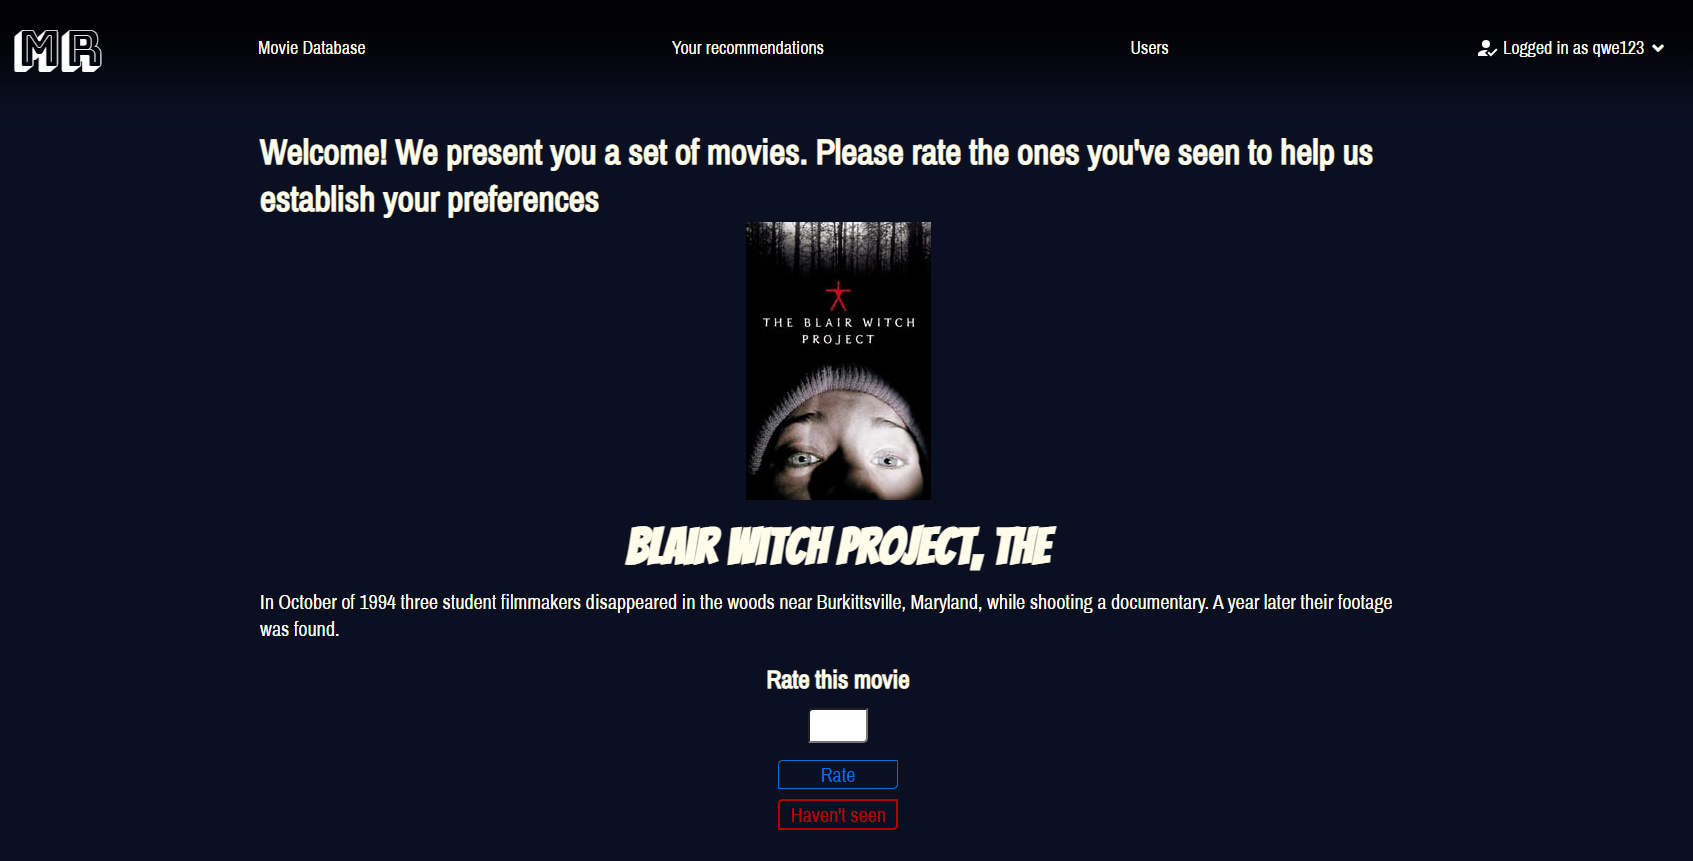 MR
Movie Database
Your recommendations
Users
Logged in as qwe123
Welcome! We present you a set of movies. Please rate the ones you've seen to help us
establish your preferences
THE BLAIR WITCH
PROJECT
BLAIR WITCH PROJECT, THE
In October of 1994 three student filmmakers disappeared in the woods near Burkittsville, Maryland, while shooting a documentary. A year later their footage
was found.
Rate this movie
Rate
Haven't seen